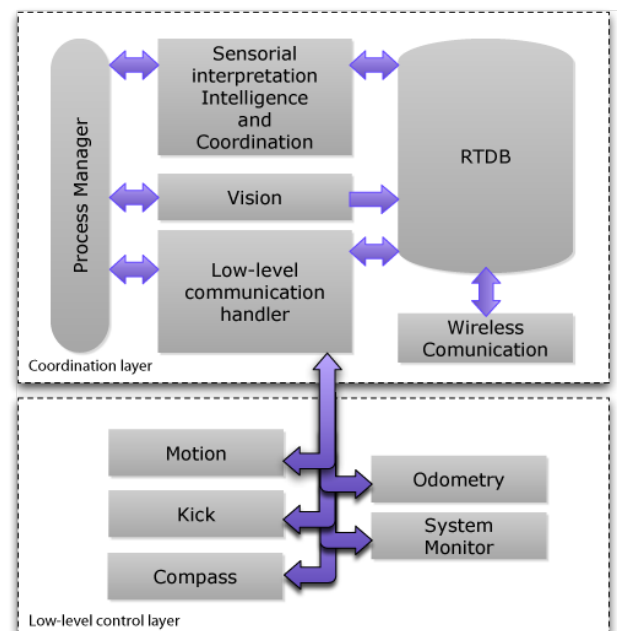 Process Manager
Sensorial
interpretation
Intelligence
and
Coordination
Vision
Low-level
communication
handler
RTDB
Wireless
Comunication
Coordination layer
Motion
Kick
Compass
Odometry
System
Monitor
Low-level control layer